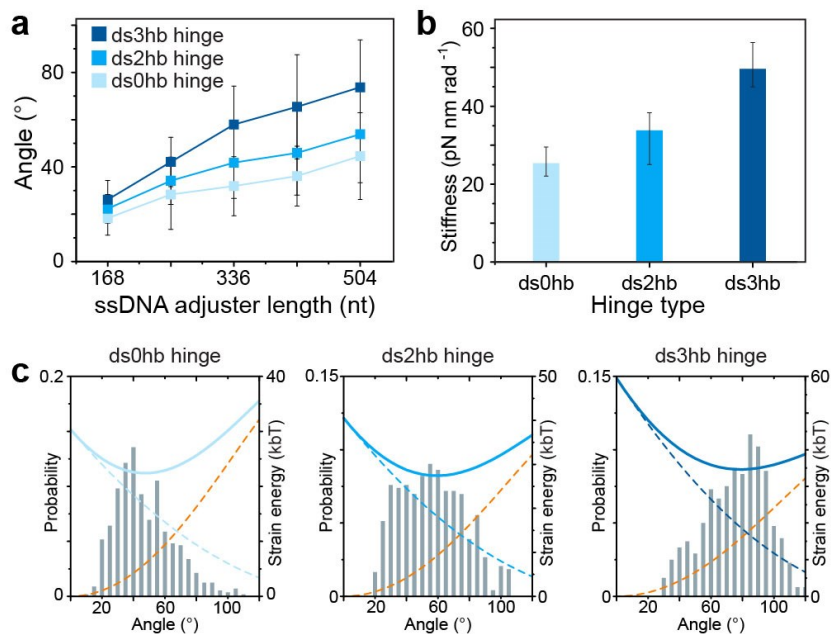 a
ds3hb hinge
ds2hb hinge
ds0hb hinge
80
40
0
Angle (°)
168
336
504
ssDNA adjuster length (nt)
b
60
50
40
30
20
10
0
Stiffness (pN nm rad -1)
ds0hb
ds2hb
ds3hb
Hinge type
c
ds0hb hinge
0.2
0
Probability
40
0
Strain energy (kbT)
20
60
100
Angle (°)
ds2hb hinge
0.15
0
Probability
50
0
Strain energy (kbT)
20
60
100
Angle (°)
ds3hb hinge
0.15
0
Probability
60
0
Strain energy (kbT)
20
60
100
Angle (°)